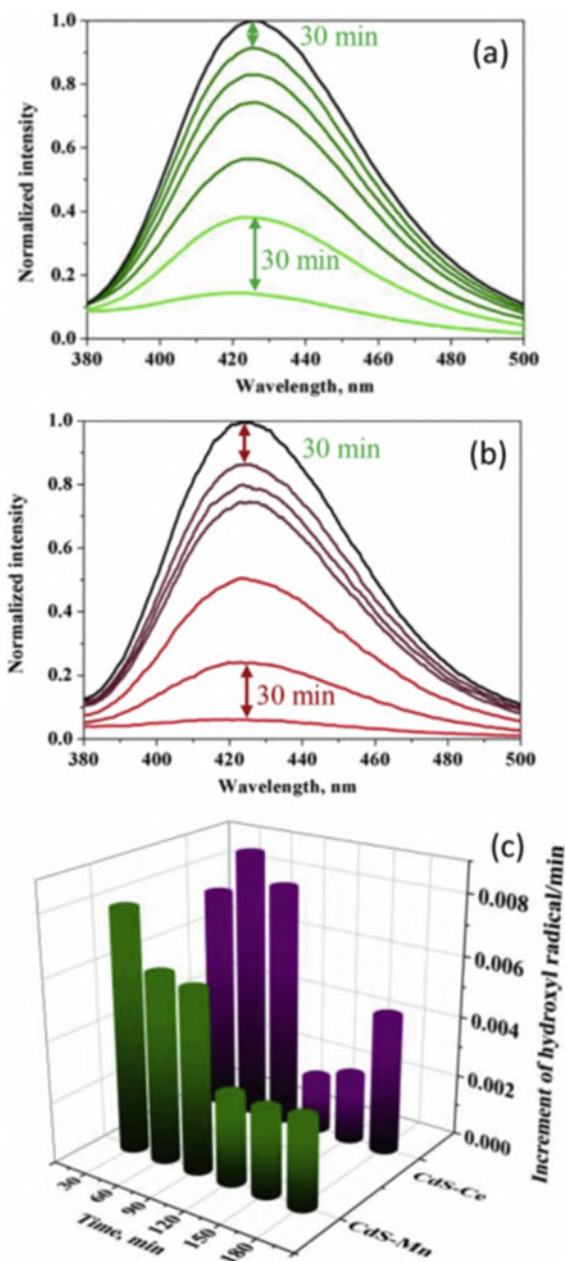 1.0
30 min
(a)
0.8
0.6
0.4
0.2
0.0
30 min
Normalized intensity
380 400 420 440 460 480 500
Wavelength, nm
1.0
30 min
(b)
0.8
0.6
0.4
0.2
0.0
30 min
Normalized intensity
380 400 420 440 460 480 500
Wavelength, nm
(c)
0.008
0.006
0.004
0.002
0.000
Increment of hydroxyl radical/min
30 60 90 120 150 180
Time, min
CdS-Ce
CdS-Mn